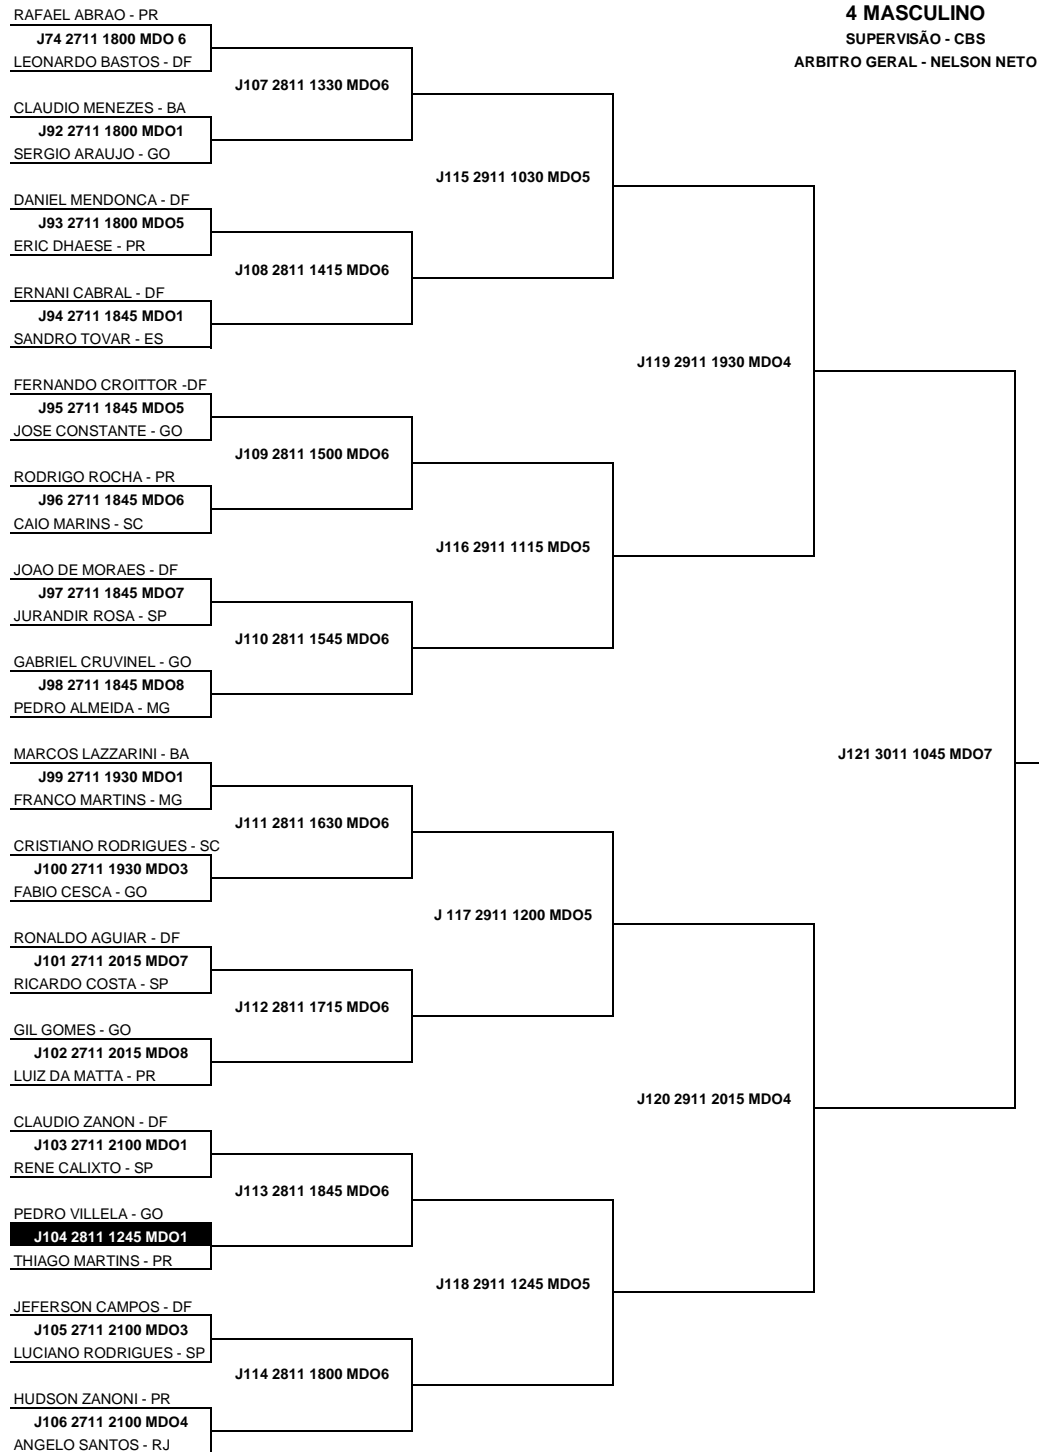 4 MASCULINO
SUPERVISÃO - CBS
ARBITRO GERAL - NELSON NETO
RAFAEL ABRAO - PR
J74 2711 1800 MDO 6
LEONARDO BASTOS - DF
J107 2811 1330 MDO6
CLAUDIO MENEZES - BA
J92 2711 1800 MDO1
SERGIO ARAUJO - GO
J115 2911 1030 MDO5
DANIEL MENDONCA - DF
J93 2711 1800 MDO5
ERIC DHAESE - PR
J108 2811 1415 MDO6
ERNANI CABRAL - DF
J94 2711 1845 MDO1
SANDRO TOVAR - ES
J119 2911 1930 MDO4
FERNANDO CROITTOR -DF
J95 2711 1845 MDO5
JOSE CONSTANTE - GO
J109 2811 1500 MDO6
RODRIGO ROCHA - PR
J96 2711 1845 MDO6
CAIO MARINS - SC
J116 2911 1115 MDO5
JOAO DE MORAES - DF
J97 2711 1845 MDO7
JURANDIR ROSA - SP
J110 2811 1545 MDO6
GABRIEL CRUVINEL - GO
J98 2711 1845 MDO8
PEDRO ALMEIDA - MG
J121 3011 1045 MDO7
MARCOS LAZZARINI - BA
J99 2711 1930 MDO1
FRANCO MARTINS - MG
J111 2811 1630 MDO6
CRISTIANO RODRIGUES - SC
J100 2711 1930 MDO3
FABIO CESCA - GO
J 117 2911 1200 MDO5
RONALDO AGUIAR - DF
J101 2711 2015 MDO7
RICARDO COSTA - SP
J112 2811 1715 MDO6
GIL GOMES - GO
J102 2711 2015 MDO8
LUIZ DA MATTA - PR
J120 2911 2015 MDO4
CLAUDIO ZANON - DF
J103 2711 2100 MDO1
RENE CALIXTO - SP
J113 2811 1845 MDO6
PEDRO VILLELA - GO
J104 2811 1245 MDO1
THIAGO MARTINS - PR
J118 2911 1245 MDO5
JEFERSON CAMPOS - DF
J105 2711 2100 MDO3
LUCIANO RODRIGUES - SP
J114 2811 1800 MDO6
HUDSON ZANONI - PR
J106 2711 2100 MDO4
ANGELO SANTOS - RJ